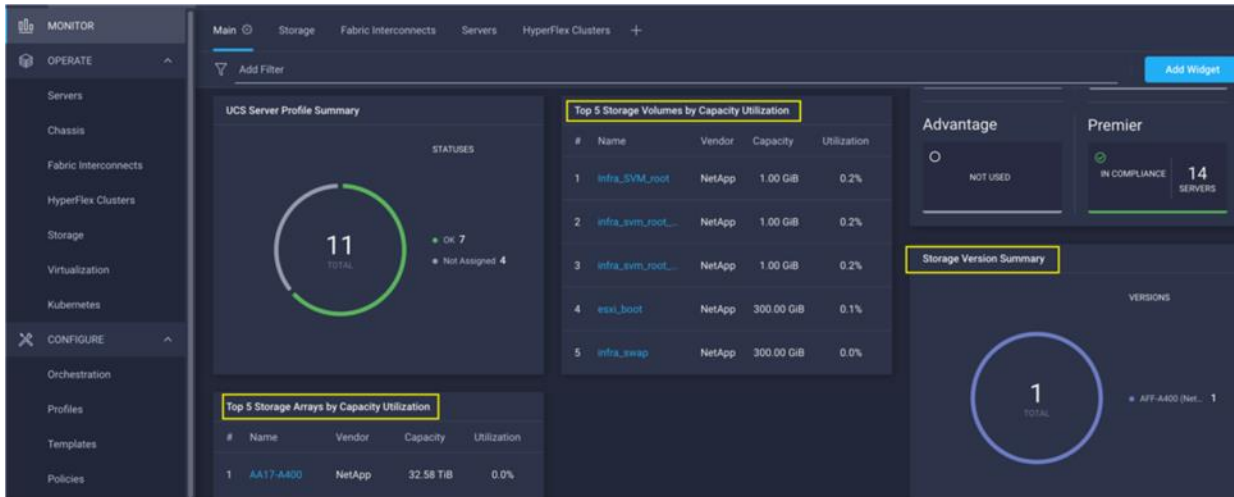 MONITOR
OPERATE
Servers
Chassis
Fabric Interconnects
HyperFlex Clusters
Storage
Virtualization
Kubernetes
CONFIGURE
Orchestration
Profiles
Templates
Policies
Main Storage Fabric Interconnects Servers HyperFlex Clusters +
Add Filter
Add Widget
UCS Server Profile Summary
STATUSES
11
TOTAL
OK 7
Not Assigned 4
Top 5 Storage Arrays by Capacity Utilization
# Name Vendor Capacity Utilization
1 AA17-A400 NetApp 32.58 TiB 0.0%
Top 5 Storage Volumes by Capacity Utilization
# Name Vendor Capacity Utilization
1 infra_SVM_root NetApp 1.00 GiB 0.2%
2 infra_svm_root_... NetApp 1.00 GiB 0.2%
3 infra_svm_root_... NetApp 1.00 GiB 0.2%
4 esxi_boot NetApp 300.00 GiB 0.1%
5 infra_swap NetApp 300.00 GiB 0.0%
Advantage
NOT USED
Premier
IN COMPLIANCE
14
SERVERS
Storage Version Summary
VERSIONS
1
TOTAL
AFF-A400 (Net... 1